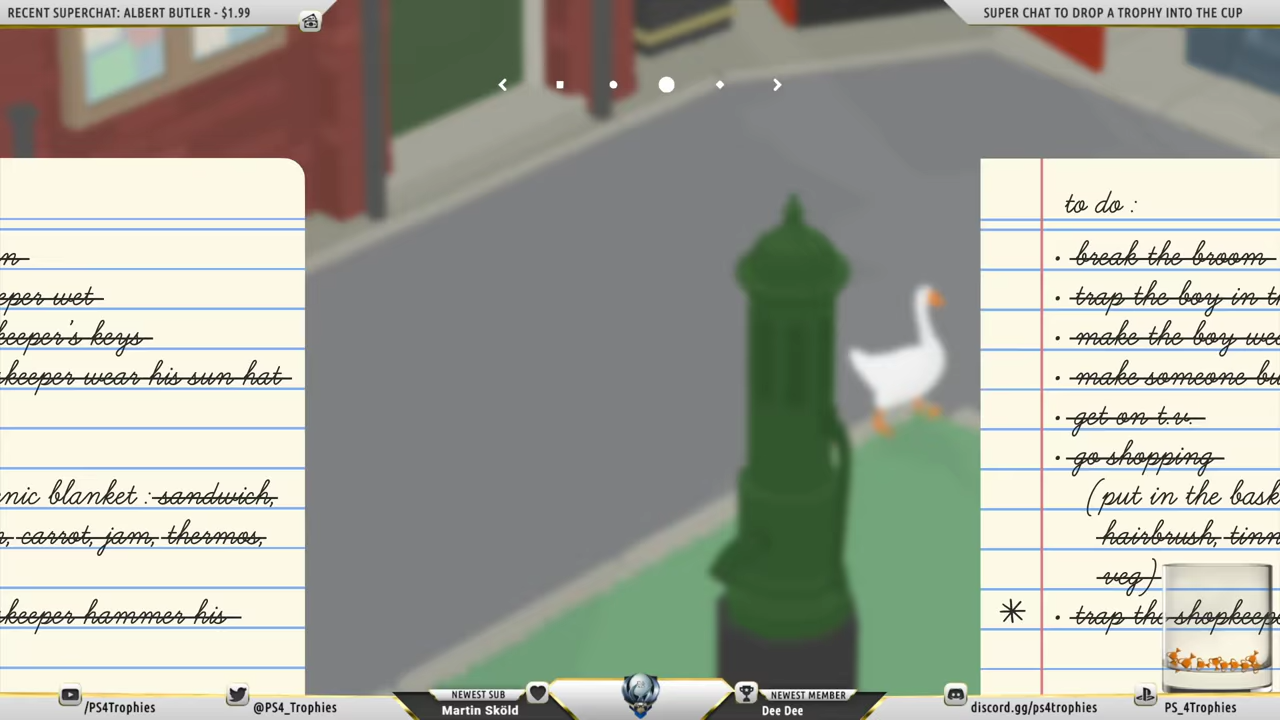 RECENT SUPERCHAT: ALBERT BUTLER - $1.99
SUPER CHAT TO DROP A TROPHY INTO THE CUP
n
eper wet
keeper's keys
keeper wear his sun hat
nic blanket : sandwich,
, carrot, jam, thermos,
keeper hammer his
to do :
• break the broom
• trap the boy in t
• make the boy wea
• make someone bu
• get on t.v.
• go shopping
(put in the bask
hairbrush, tinn
veg)
• trap the shopkeepe
/PS4Trophies
@PS4_Trophies
NEWEST SUB
Martin Sköld
NEWEST MEMBER
Dee Dee
discord.gg/ps4trophies
PS_4Trophies